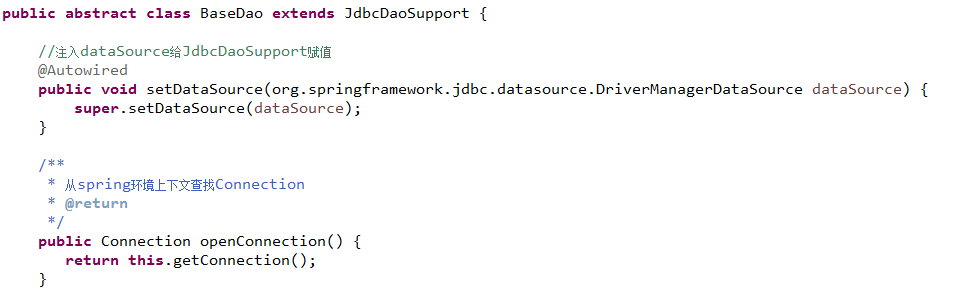 public abstract class BaseDao extends JdbcDaoSupport {
//注入dataSource给JdbcDaoSupport赋值
@Autowired
public void setDataSource(org.springframework.jdbc.datasource.DriverManagerDataSource dataSource) {
super.setDataSource(dataSource);
}
/**
* 从spring环境上下文查找Connection
* @return
*/
public Connection openConnection() {
return this.getConnection();
}